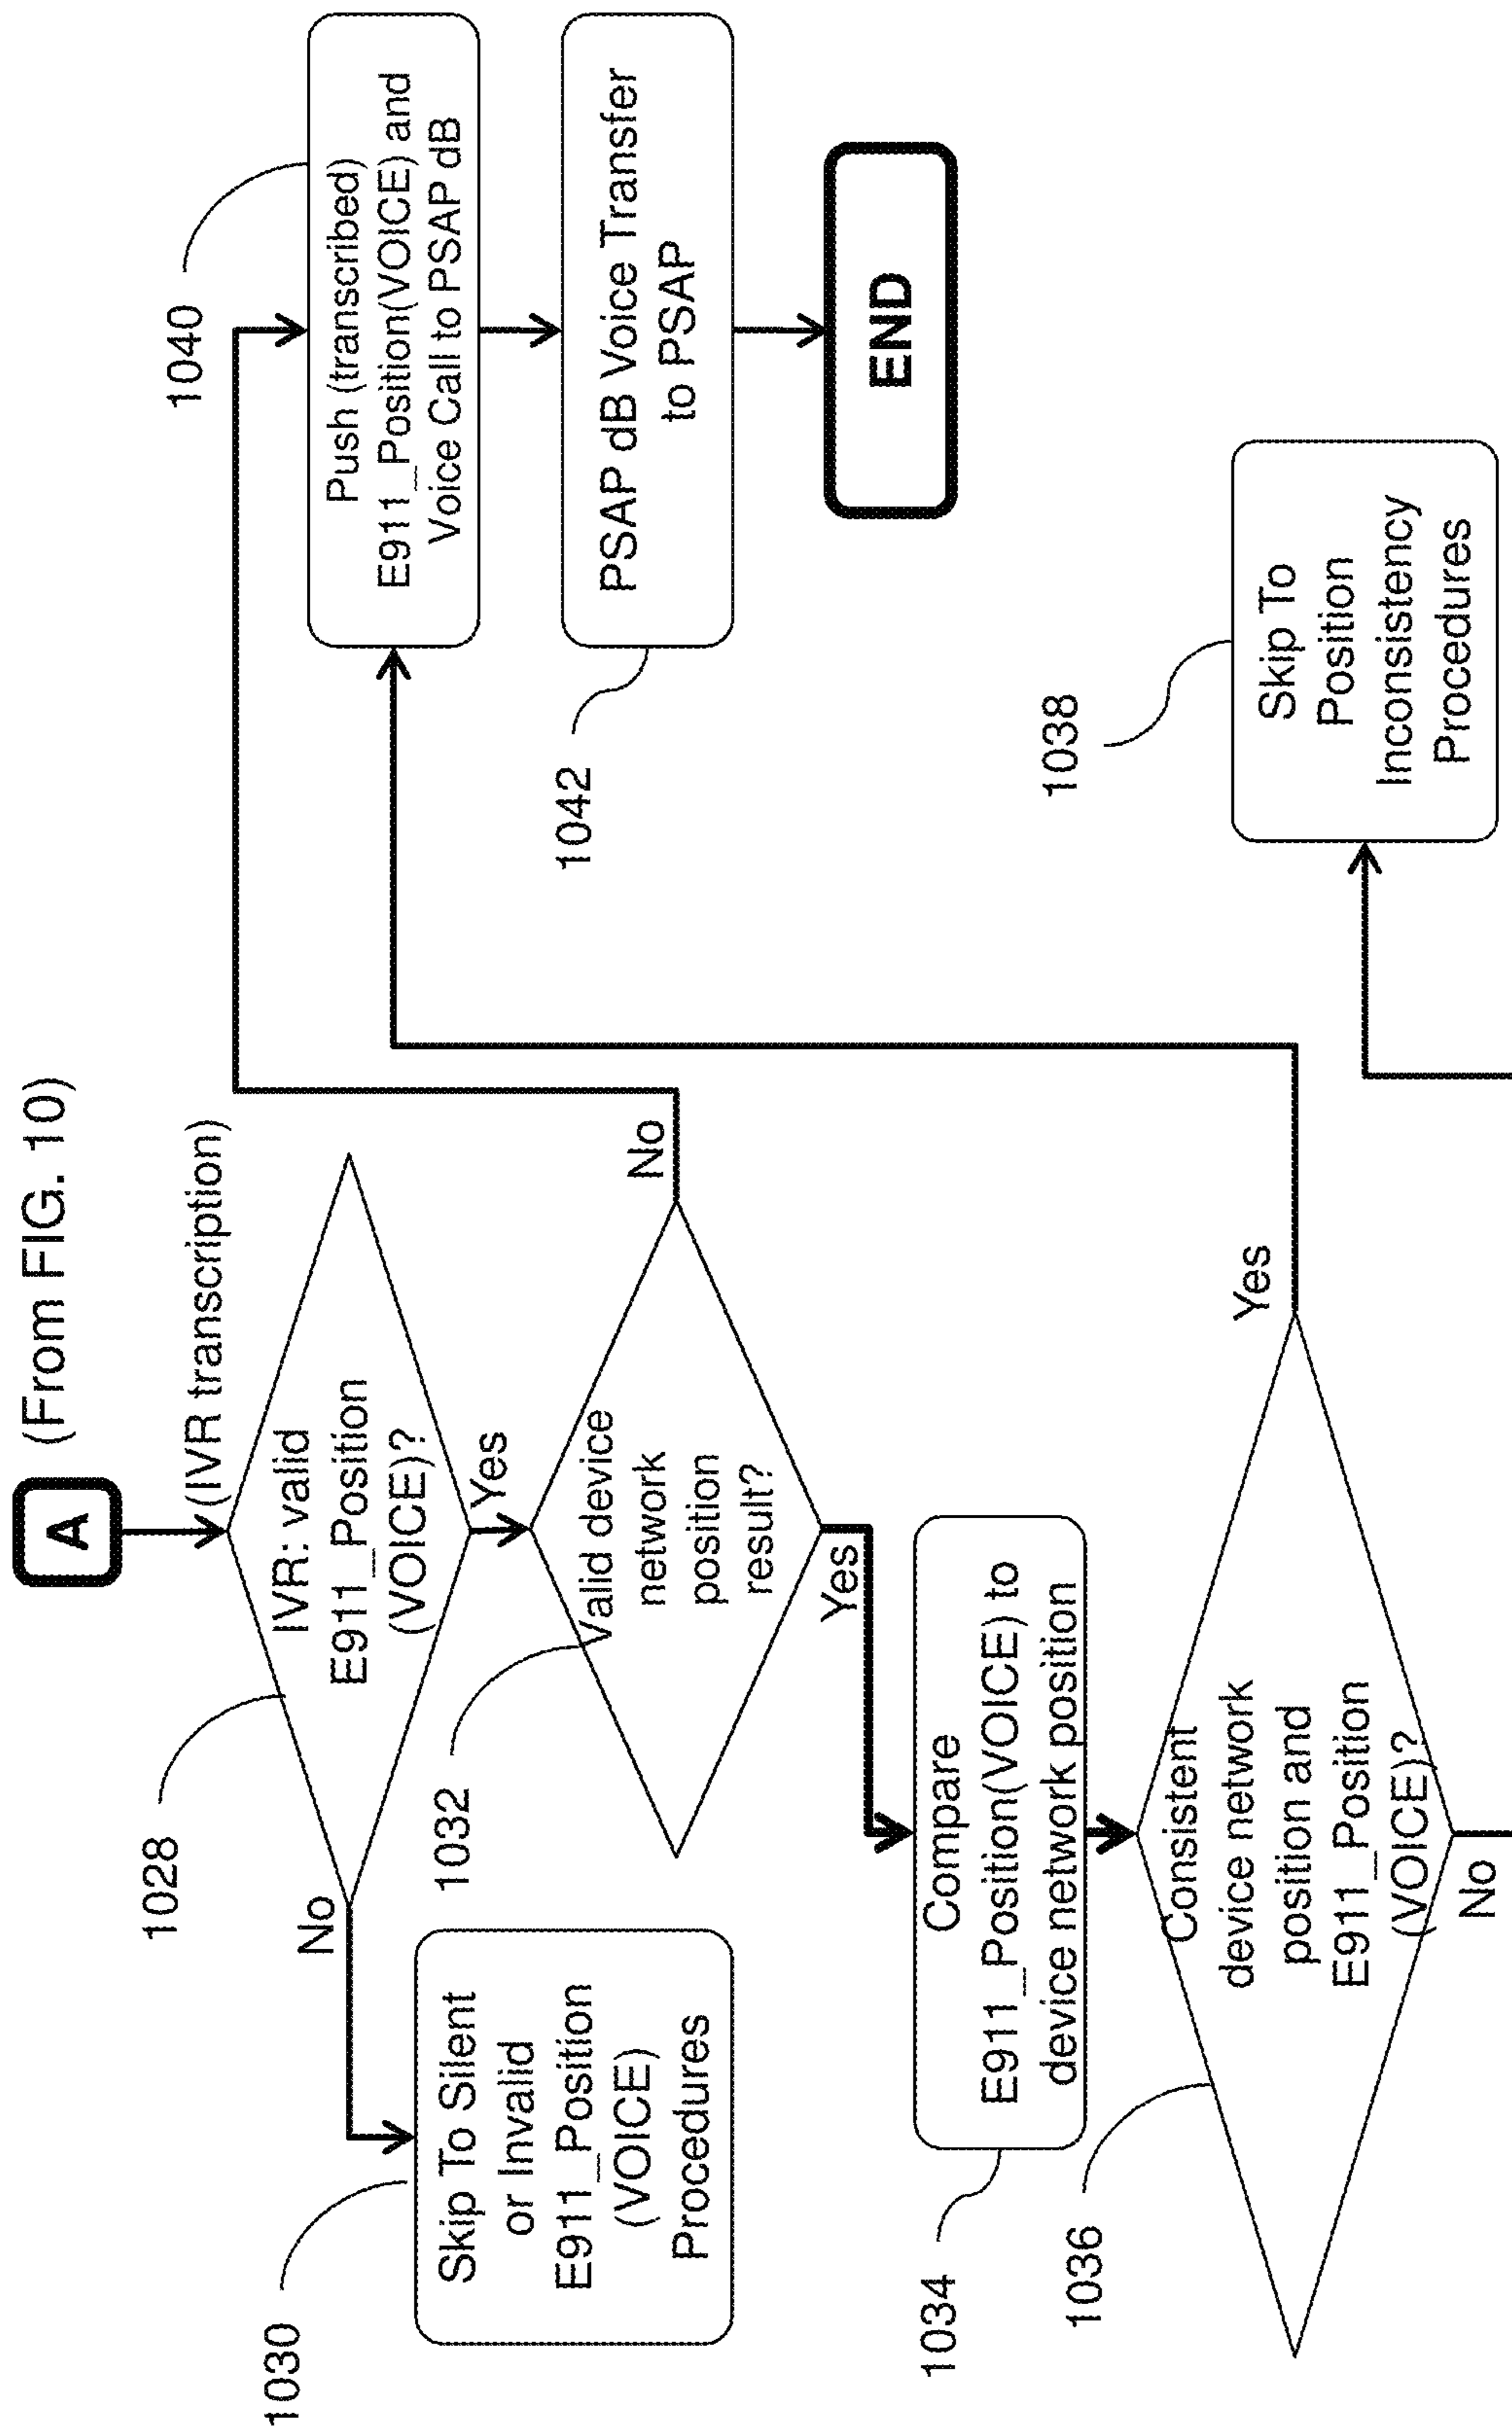 A (From FIG. 10)
(IVR transcription)
1028
IVR: valid
E911_Position
(VOICE)?
No
Yes
1030
Skip To Silent
or Invalid
E911_Position
(VOICE)
Procedures
1032
Valid device
network
position
result?
No
Yes
1034
Compare
E911_Position(VOICE) to
device network position
1036
Consistent
device network
position and
E911_Position
(VOICE)?
Yes
No
1038
Skip To
Position
Inconsistency
Procedures
1040
Push (transcribed)
E911_Position(VOICE) and
Voice Call to PSAP dB
1042
PSAP dB Voice Transfer
to PSAP
END